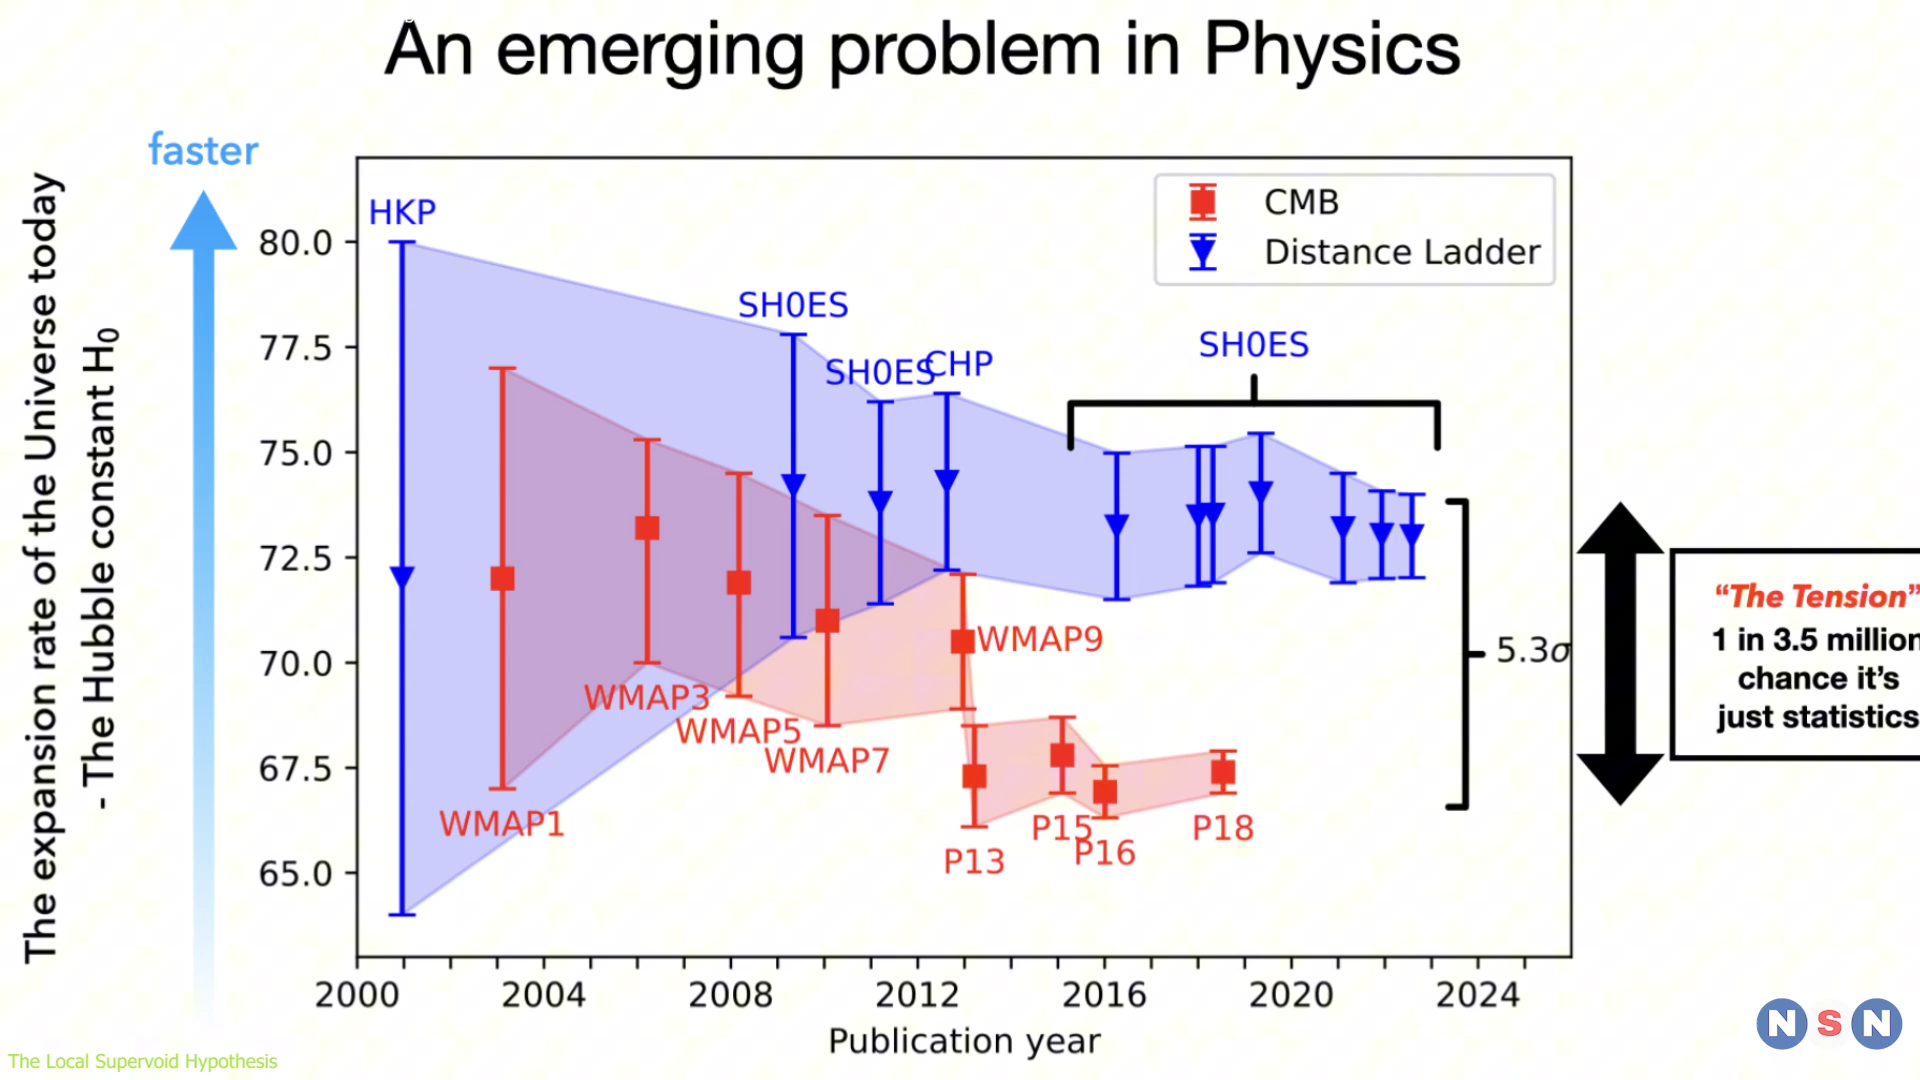 An emerging problem in Physics
faster
The expansion rate of the Universe today
- The Hubble constant H₀
80.0
77.5
75.0
72.5
70.0
67.5
65.0
CMB
Distance Ladder
HKP
SH0ES
SH0ES
CHP
SH0ES
WMAP1
WMAP3
WMAP5
WMAP7
WMAP9
P13
P15
P16
P18
5.3σ
“The Tension”
1 in 3.5 million
chance it’s
just statistics
2000
2004
2008
2012
2016
2020
2024
Publication year
The Local Supervoid Hypothesis
N S N